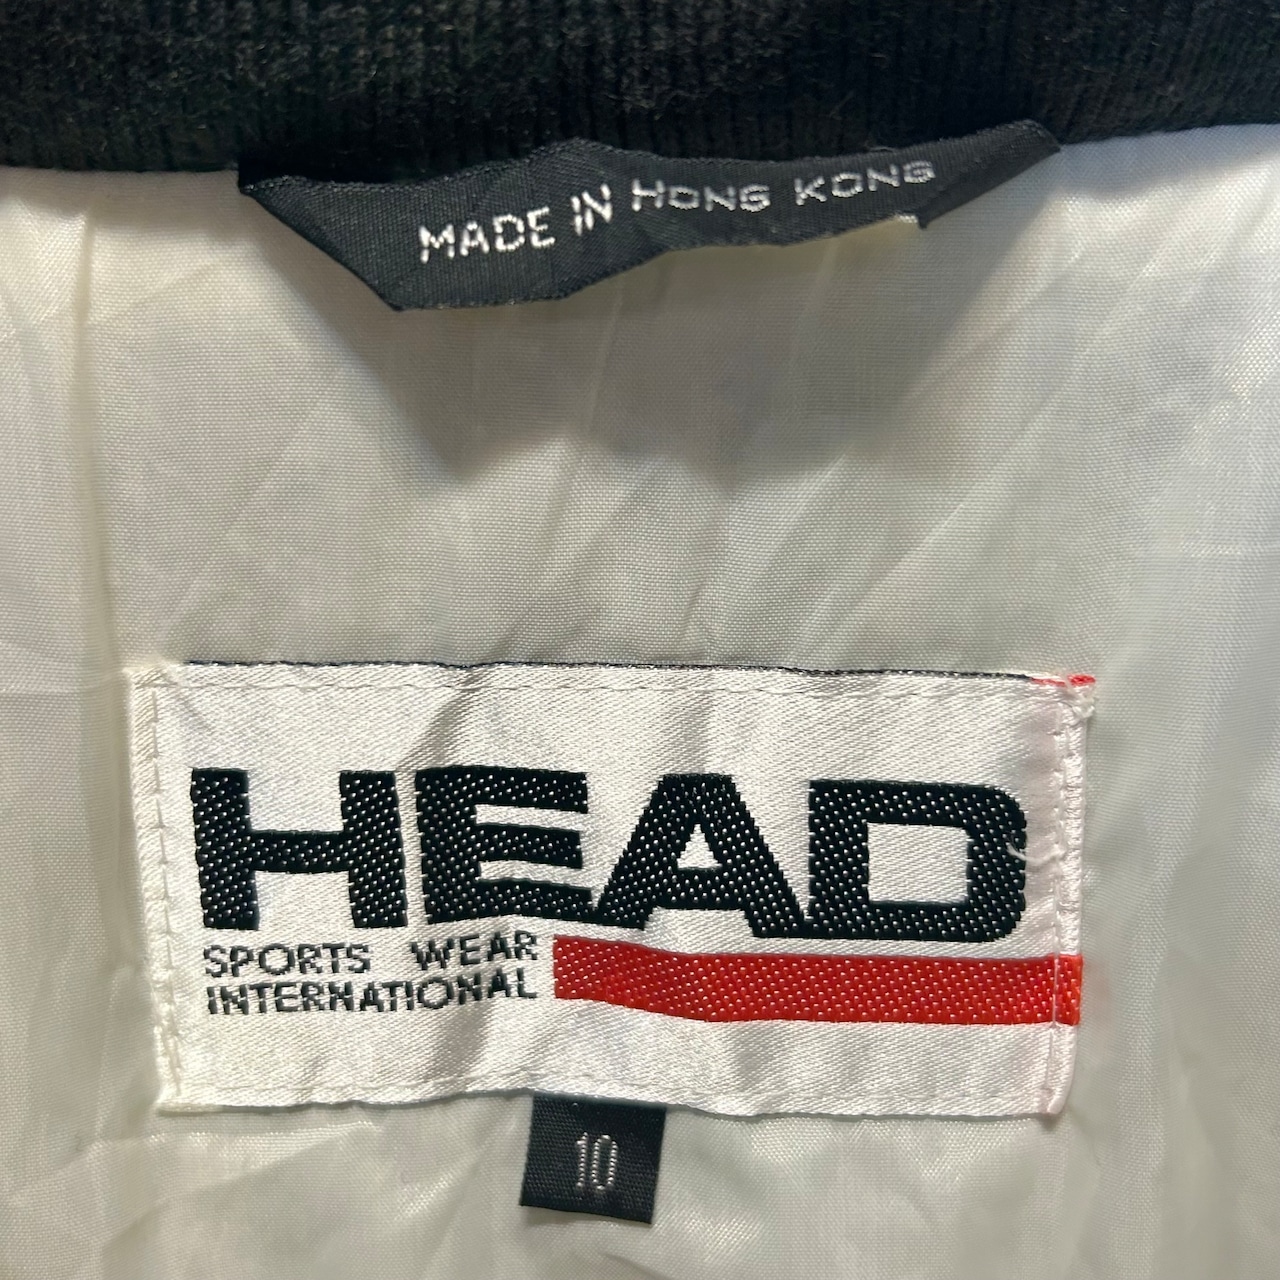 MADE IN HONG KONG
HEAD
SPORTS WEAR
INTERNATIONAL
10